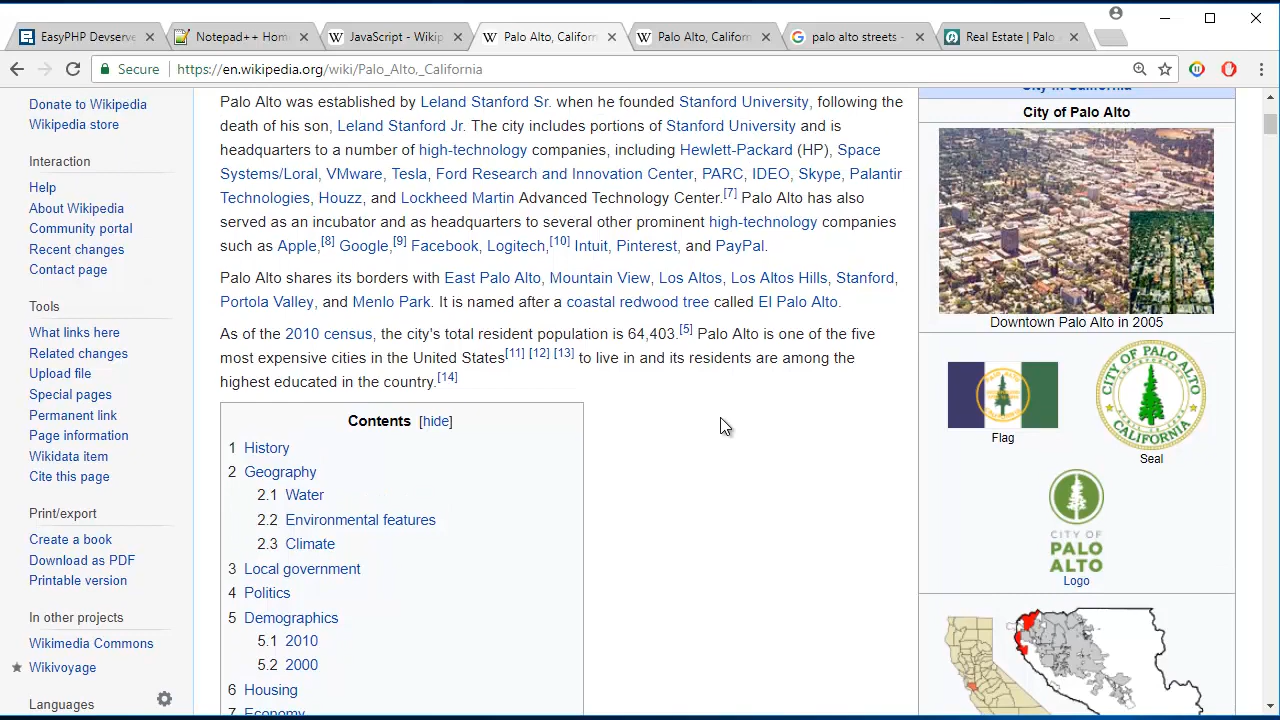 EasyPHP Devserve
Notepad++ Hom
JavaScript - Wikip
Palo Alto, Californ
Palo Alto, Californ
palo alto streets -
Real Estate | Palo
Secure
https://en.wikipedia.org/wiki/Palo_Alto,_California
Donate to Wikipedia
Wikipedia store
Interaction
Help
About Wikipedia
Community portal
Recent changes
Contact page
Tools
What links here
Related changes
Upload file
Special pages
Permanent link
Page information
Wikidata item
Cite this page
Print/export
Create a book
Download as PDF
Printable version
In other projects
Wikimedia Commons
Wikivoyage
Languages
Palo Alto was established by Leland Stanford Sr. when he founded Stanford University, following the
death of his son, Leland Stanford Jr. The city includes portions of Stanford University and is
headquarters to a number of high-technology companies, including Hewlett-Packard (HP), Space
Systems/Loral, VMware, Tesla, Ford Research and Innovation Center, PARC, IDEO, Skype, Palantir
Technologies, Houzz, and Lockheed Martin Advanced Technology Center.[7] Palo Alto has also
served as an incubator and as headquarters to several other prominent high-technology companies
such as Apple,[8] Google,[9] Facebook, Logitech,[10] Intuit, Pinterest, and PayPal.
Palo Alto shares its borders with East Palo Alto, Mountain View, Los Altos, Los Altos Hills, Stanford,
Portola Valley, and Menlo Park. It is named after a coastal redwood tree called El Palo Alto.
As of the 2010 census, the city's total resident population is 64,403.[5] Palo Alto is one of the five
most expensive cities in the United States[11] [12] [13] to live in and its residents are among the
highest educated in the country.[14]
Contents [hide]
1 History
2 Geography
2.1 Water
2.2 Environmental features
2.3 Climate
3 Local government
4 Politics
5 Demographics
5.1 2010
5.2 2000
6 Housing
7 Economy
City in California
City of Palo Alto
Downtown Palo Alto in 2005
Flag
CITY OF PALO ALTO
CALIFORNIA
Seal
CITY OF
PALO
ALTO
Logo